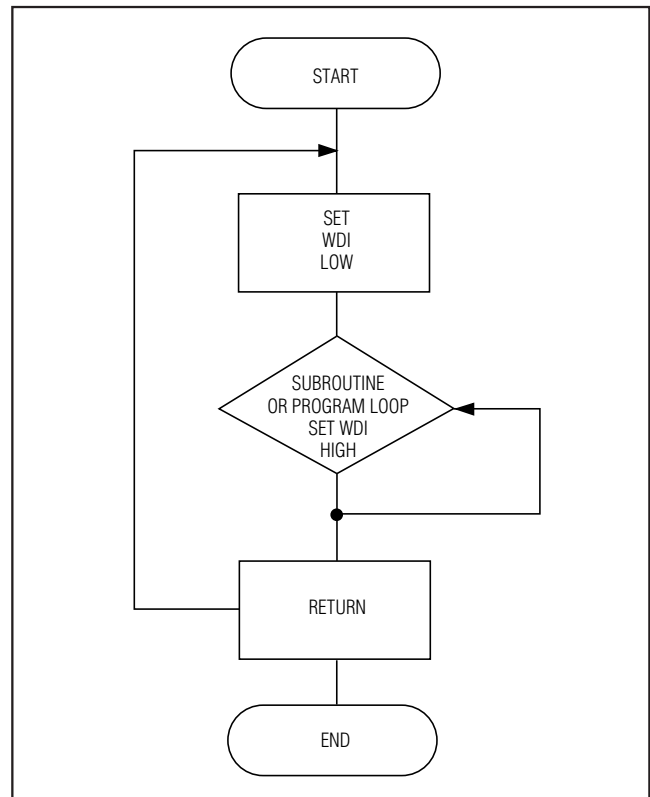 START
SET
WDI
LOW
SUBROUTINE
OR PROGRAM LOOP
SET WDI
HIGH
RETURN
END